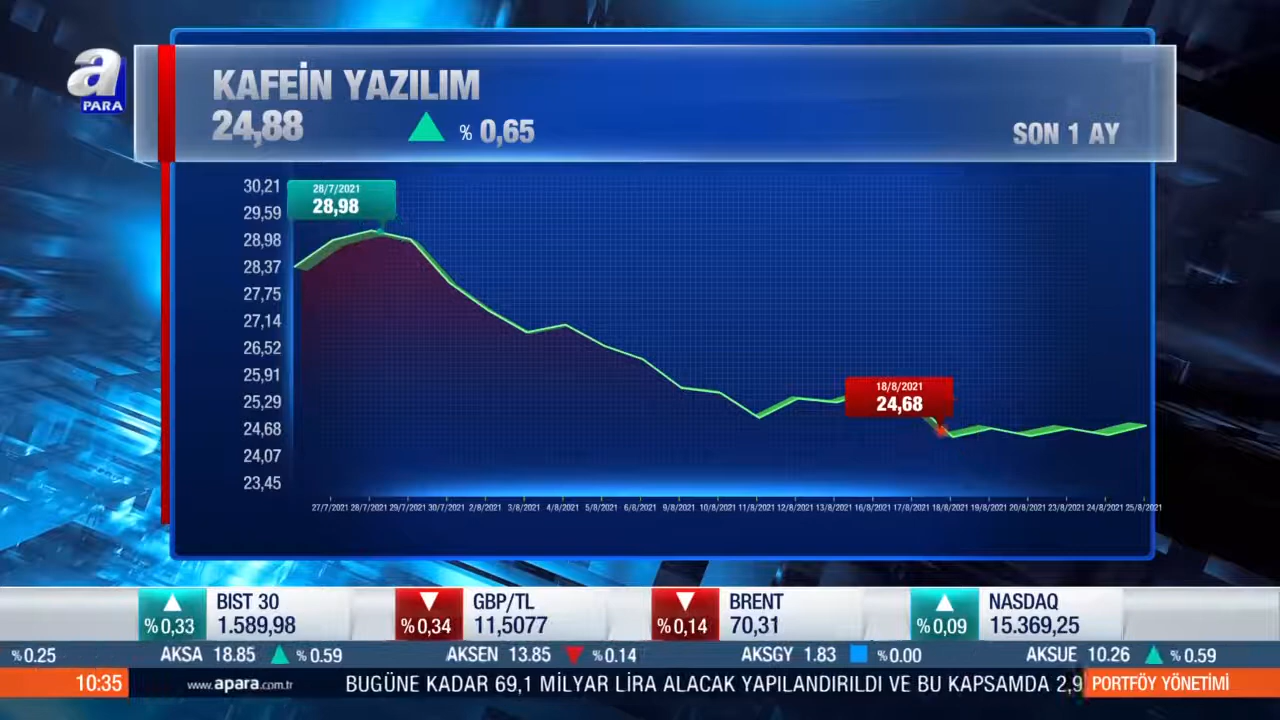 a
PARA
KAFEİN YAZILIM
24,88
% 0,65
SON 1 AY
30,21
29,59
28,98
28,37
27,75
27,14
26,52
25,91
25,29
24,68
24,07
23,45
28/7/2021
28,98
18/8/2021
24,68
27/7/2021 28/7/2021 29/7/2021 30/7/2021 2/8/2021 3/8/2021 4/8/2021 5/8/2021 6/8/2021 9/8/2021 10/8/2021 11/8/2021 12/8/2021 13/8/2021 16/8/2021 17/8/2021 18/8/2021 19/8/2021 20/8/2021 23/8/2021 24/8/2021 25/8/2021
% 0,33 BIST 30 1.589,98
% 0,34 GBP/TL 11,5077
% 0,14 BRENT 70,31
% 0,09 NASDAQ 15.369,25
%0.25 AKSA 18.85 %0.59 AKSEN 13.85 %0.14 AKSGY 1.83 %0.00 AKSUE 10.26 %0.59
10:35 www.apara.com.tr BUGÜNE KADAR 69,1 MİLYAR LİRA ALACAK YAPILANDIRILDI VE BU KAPSAMDA 2,9 PORTFÖY YÖNETİMİ